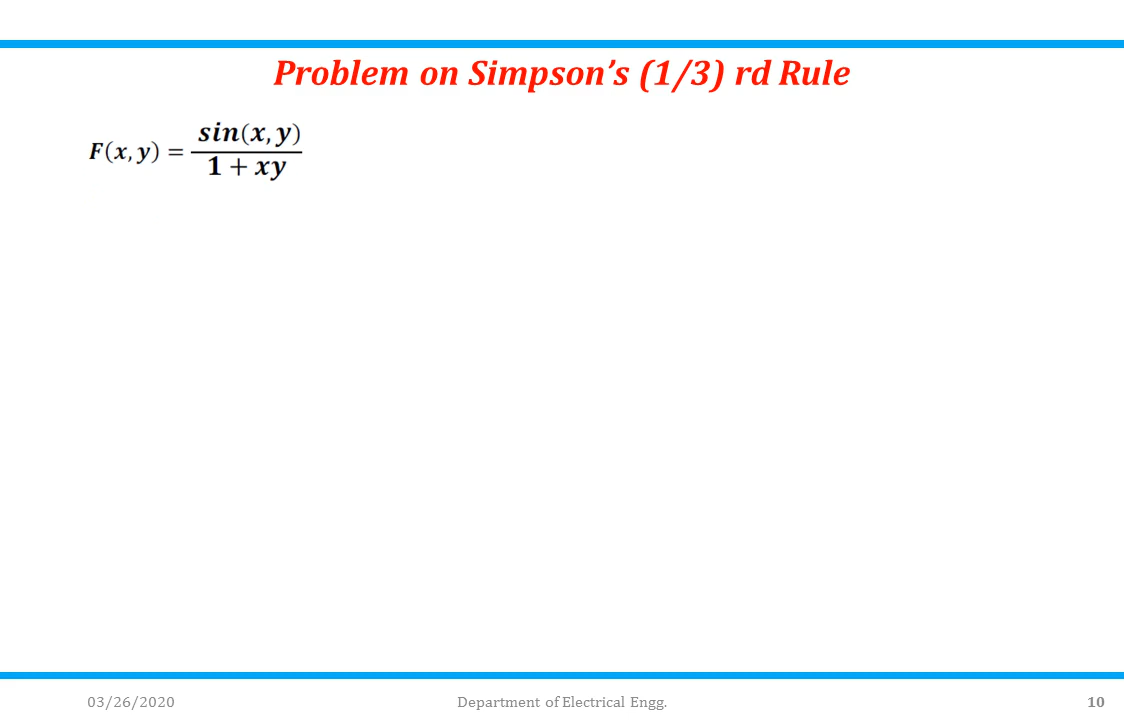 Problem on Simpson’s (1/3) rd Rule
F(x, y) = sin(x, y) / 1 + xy
03/26/2020 Department of Electrical Engg. 10